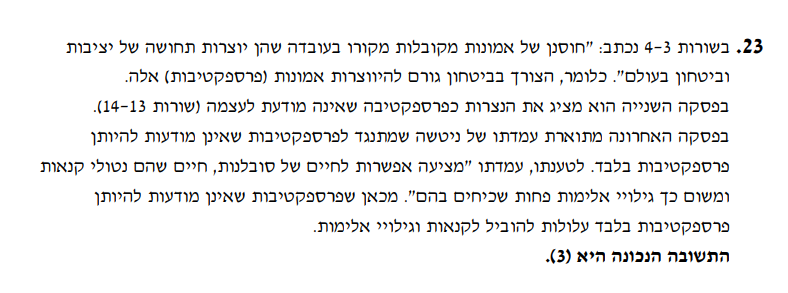 23. בשורות 3–4 נכתב: "חוסנן של אמונות מקובלות מקורו בעובדה שהן יוצרות תחושה של יציבות
וביטחון בעולם". כלומר, הצורך בביטחון גורם להיווצרות אמונות (פרספקטיבות) אלה.
בפסקה השנייה הוא מציג את הנצרות כפרספקטיבה שאינה מודעת לעצמה (שורות 13–14).
בפסקה האחרונה מתוארת עמדתו של ניטשה שמתנגד לפרספקטיבות שאינן מודעות להיותן
פרספקטיבות בלבד. לטענתו, עמדתו "מציעה אפשרות לחיים של סובלנות, חיים שהם נטולי קנאות
ומשום כך גילויי אלימות פחות שכיחים בהם". מכאן שפרספקטיבות שאינן מודעות להיותן
פרספקטיבות בלבד עלולות להוביל לקנאות וגילויי אלימות.
התשובה הנכונה היא (3).